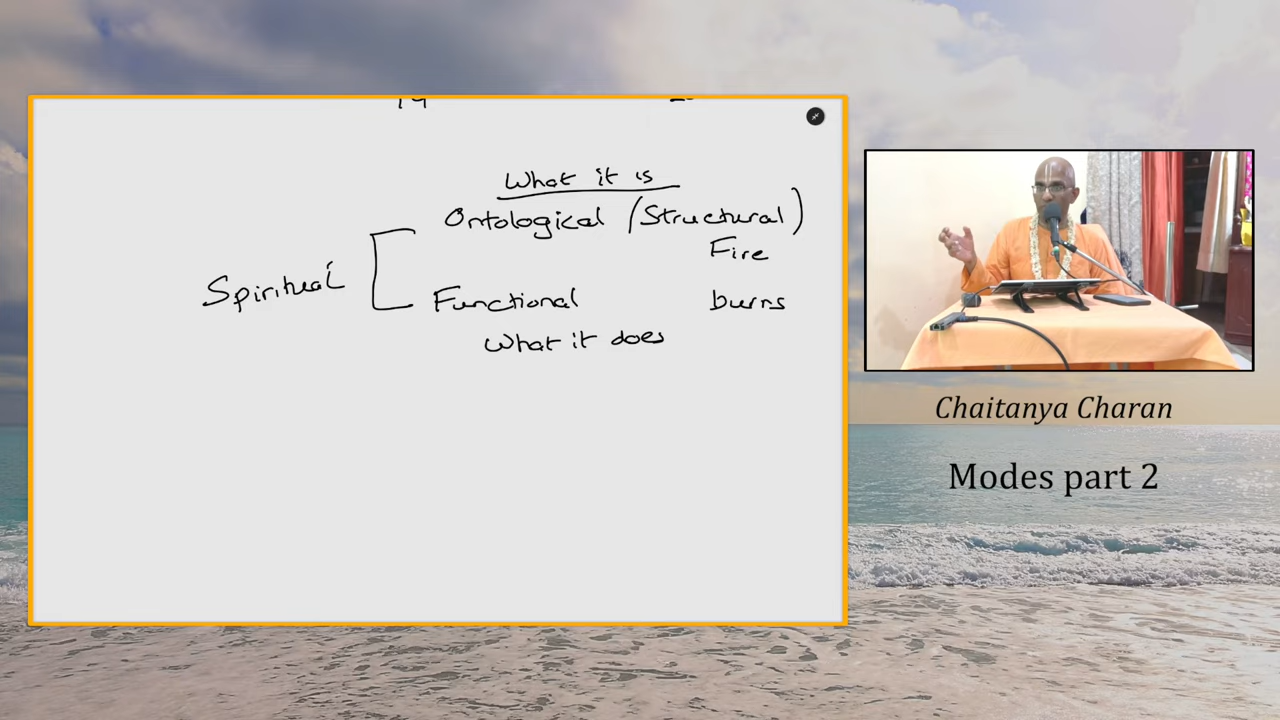 What it is
Ontological (Structural)
Fire
Spiritual
Functional burns
What it does
Chaitanya Charan
Modes part 2